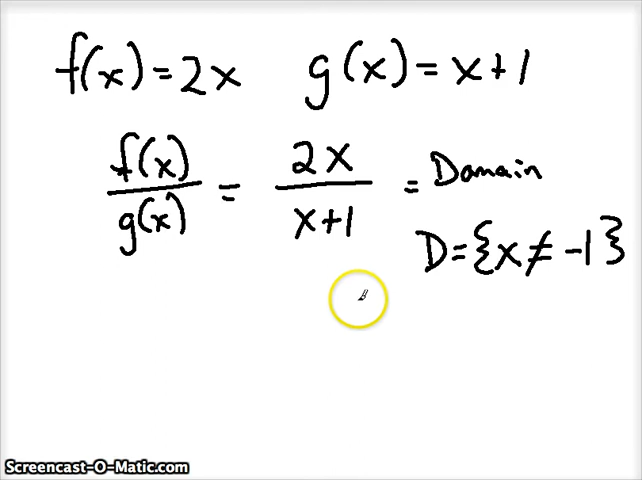 f(x)=2x g(x)=x+1
f(x)/g(x) = 2x/x+1 = Domain
D={x≠-1}
Screencast-O-Matic.com